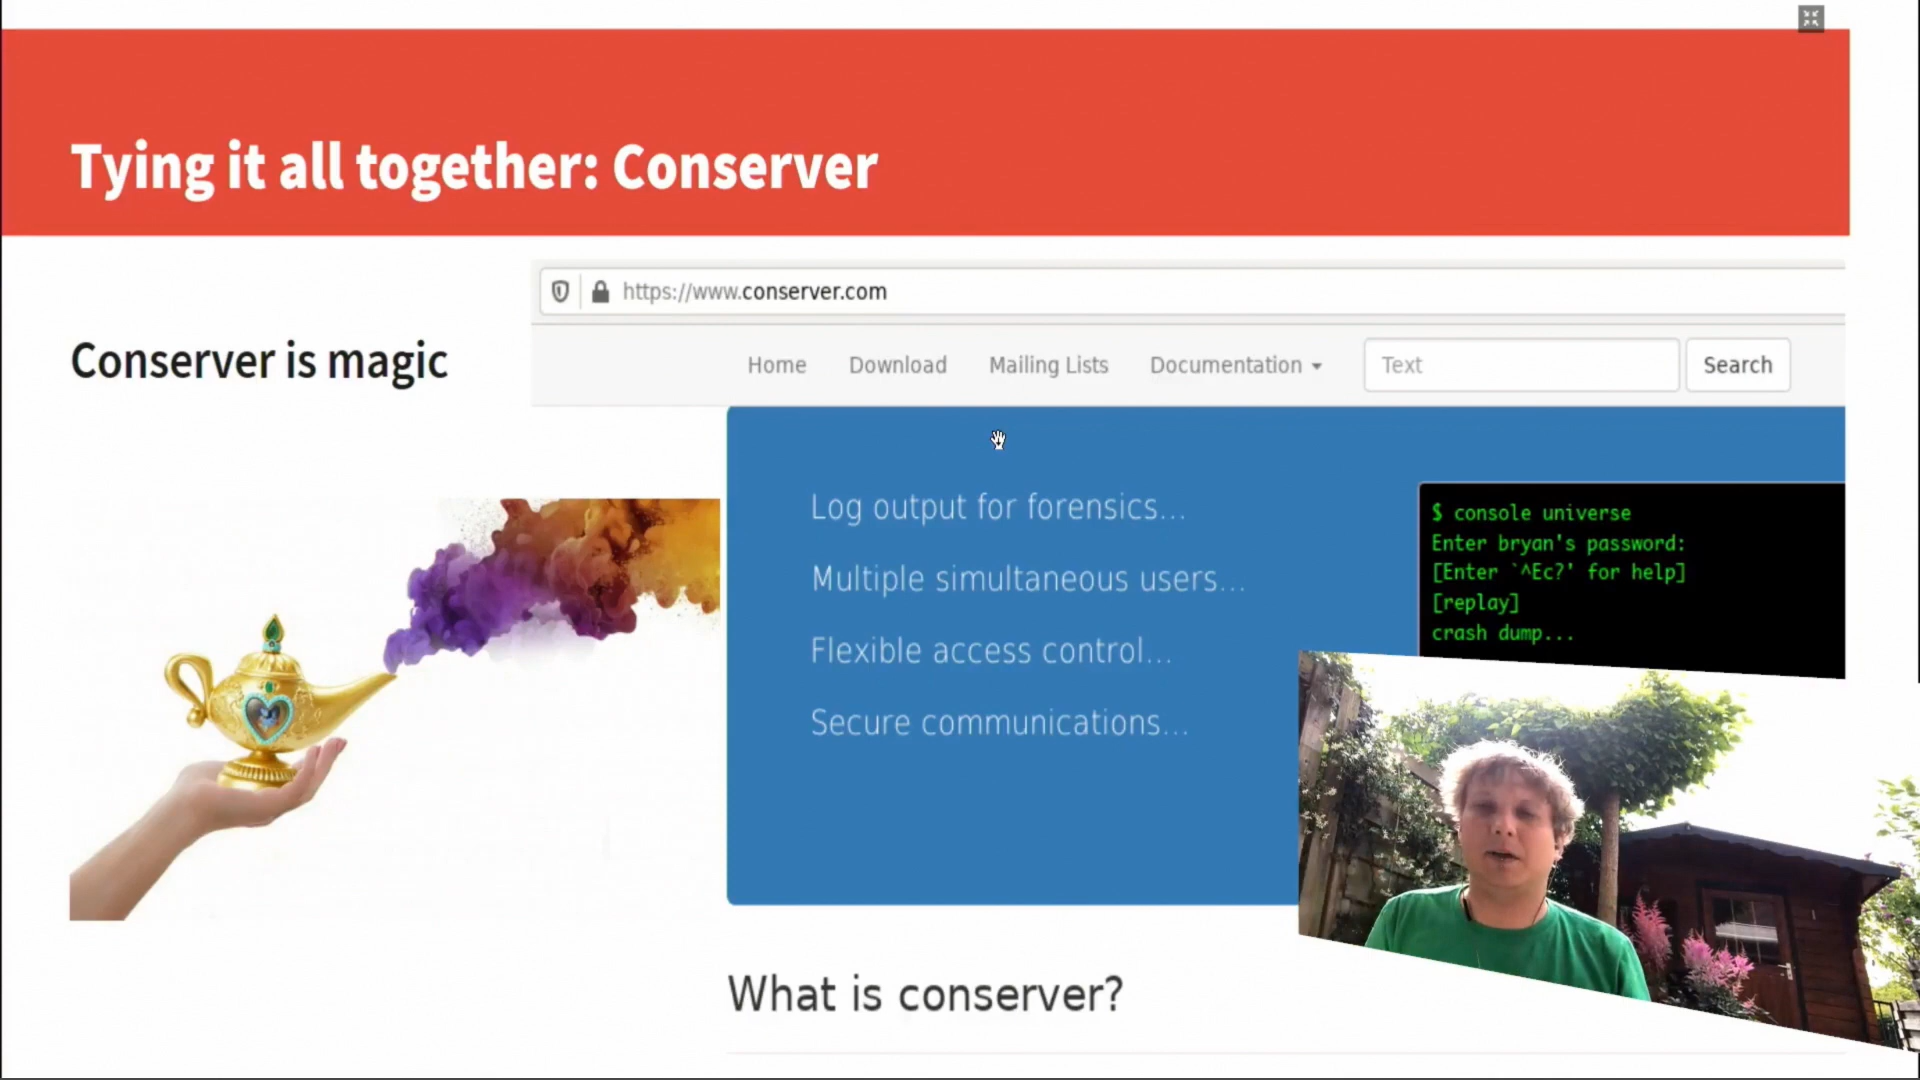 Tying it all together: Conserver
Conserver is magic
https://www.conserver.com
Home Download Mailing Lists Documentation Text Search
Log output for forensics...
Multiple simultaneous users...
Flexible access control...
Secure communications...
$ console universe
Enter bryan's password:
[Enter `^Ec?' for help]
[replay]
crash dump...
What is conserver?